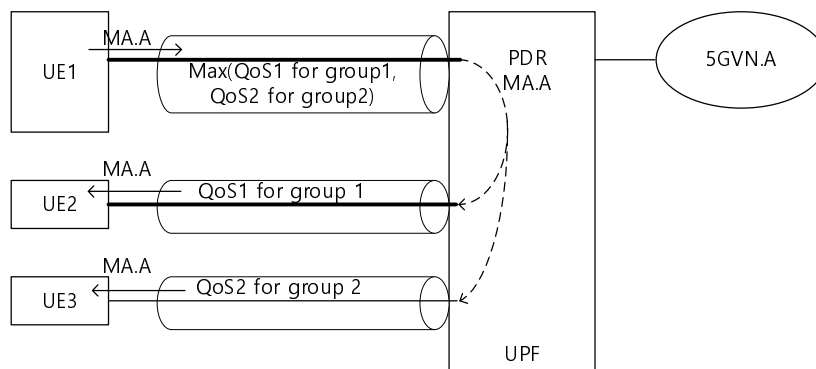 MA.A
UE1
Max(QoS1 for group1,
QoS2 for group2)
PDR
MA.A
5GVN.A
MA.A
UE2
QoS1 for group 1
MA.A
UE3
QoS2 for group 2
UPF